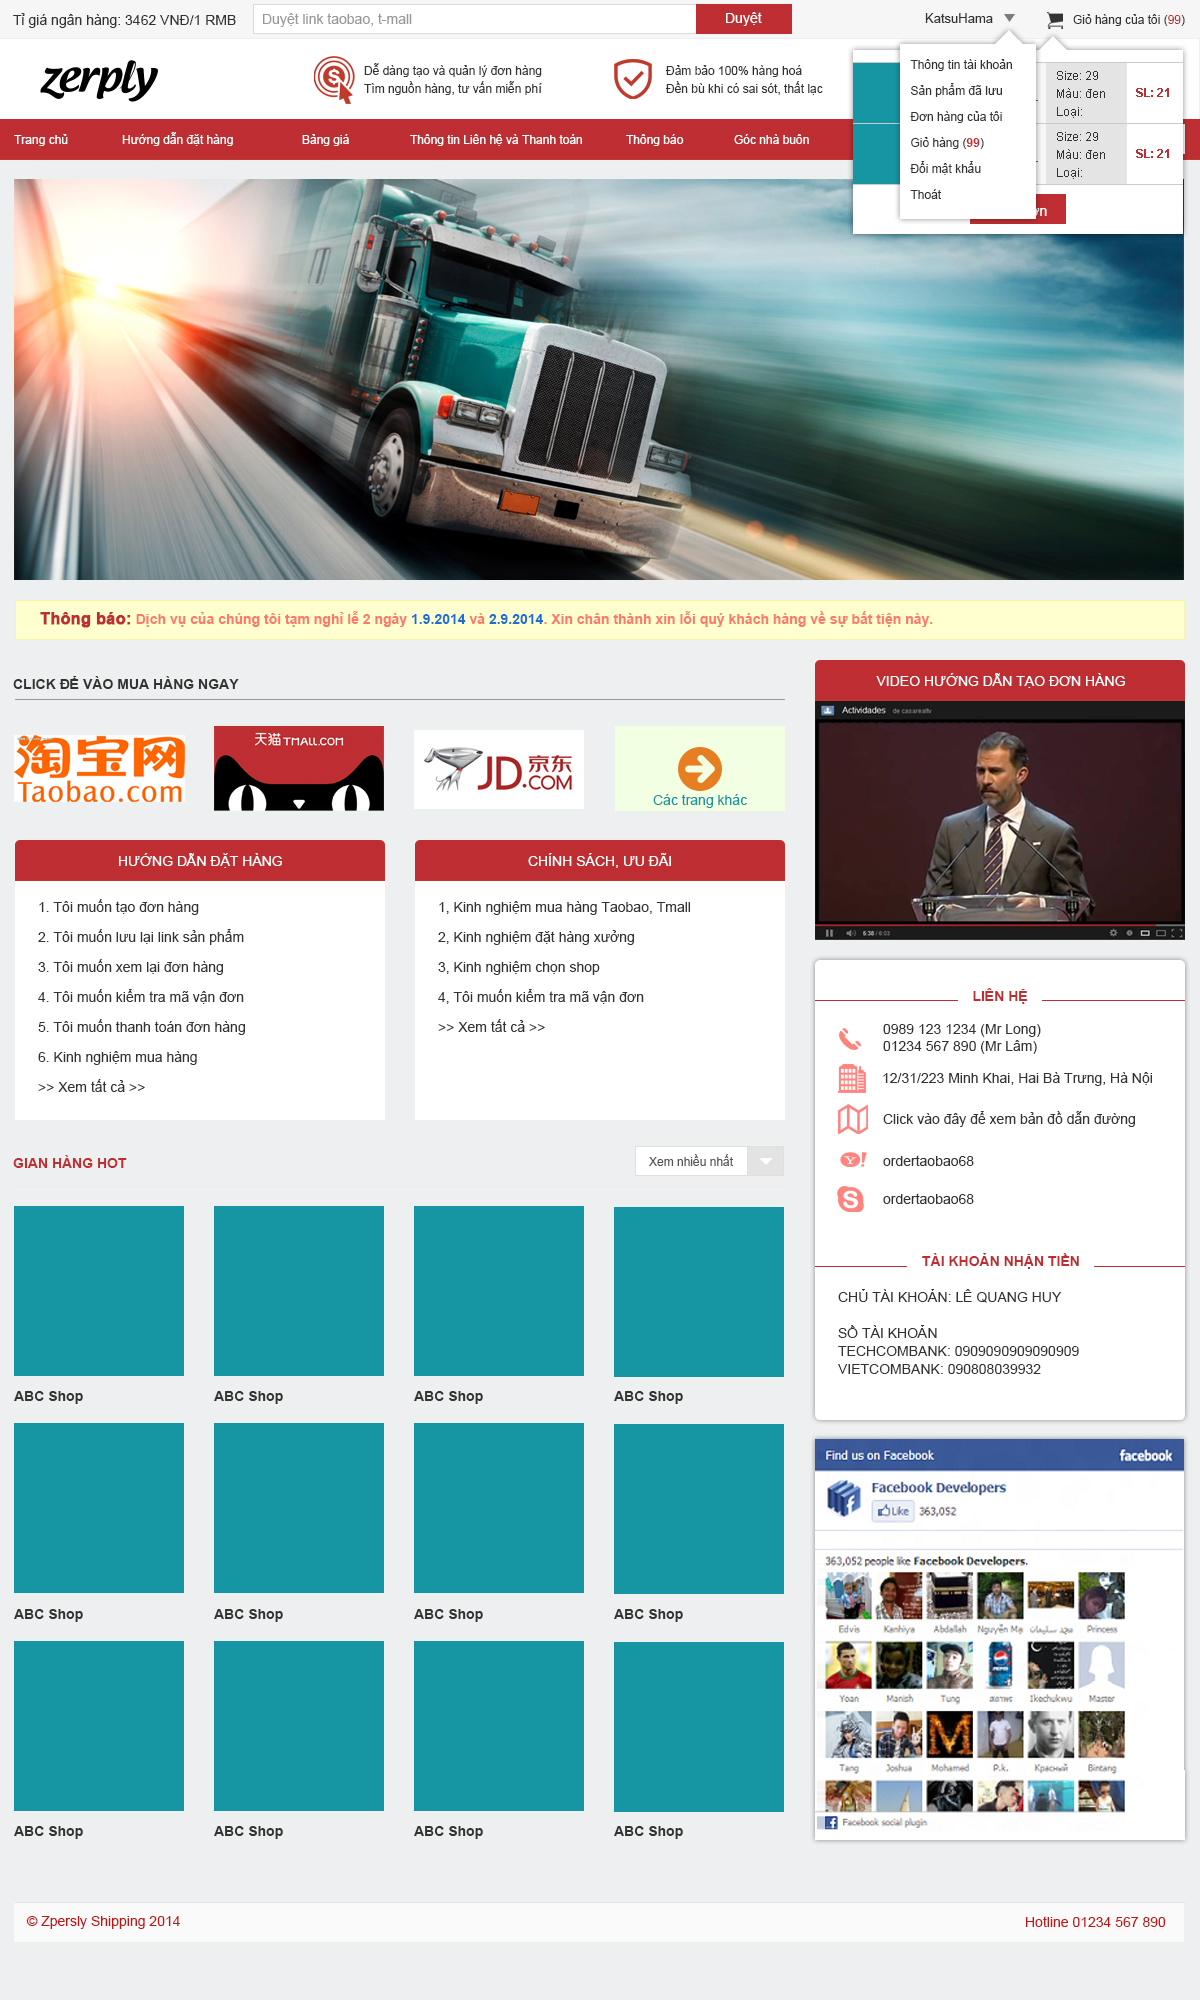 Tỉ giá ngân hàng: 3462 VNĐ/1 RMB
Duyệt link taobao, t-mall
Duyệt
KatsuHama
Giỏ hàng của tôi (99)
zerply
Dễ dàng tạo và quản lý đơn hàng
Tìm nguồn hàng, tư vấn miễn phí
Đảm bảo 100% hàng hoá
Đền bù khi có sai sót, thất lạc
Thông tin tài khoản
Sản phẩm đã lưu
Đơn hàng của tôi
Giỏ hàng (99)
Đổi mật khẩu
Thoát
Size: 29
Màu: đen
Loại:
SL: 21
Size: 29
Màu: đen
Loại:
SL: 21
Trang chủ
Hướng dẫn đặt hàng
Bảng giá
Thông tin Liên hệ và Thanh toán
Thông báo
Góc nhà buôn
Thông báo: Dịch vụ của chúng tôi tạm nghỉ lễ 2 ngày 1.9.2014 và 2.9.2014. Xin chân thành xin lỗi quý khách hàng về sự bất tiện này.
CLICK ĐỂ VÀO MUA HÀNG NGAY
淘宝网
Taobao.com
天猫 TMALL.COM
JD 京东
.COM
Các trang khác
HƯỚNG DẪN ĐẶT HÀNG
1. Tôi muốn tạo đơn hàng
2. Tôi muốn lưu lại link sản phẩm
3. Tôi muốn xem lại đơn hàng
4. Tôi muốn kiểm tra mã vận đơn
5. Tôi muốn thanh toán đơn hàng
6. Kinh nghiệm mua hàng
>> Xem tất cả >>
CHÍNH SÁCH, ƯU ĐÃI
1, Kinh nghiệm mua hàng Taobao, Tmall
2, Kinh nghiệm đặt hàng xưởng
3, Kinh nghiệm chọn shop
4, Tôi muốn kiểm tra mã vận đơn
>> Xem tất cả >>
VIDEO HƯỚNG DẪN TẠO ĐƠN HÀNG
Actividades
de casarealtv
6:38 / 6:03
LIÊN HỆ
0989 123 1234 (Mr Long)
01234 567 890 (Mr Lâm)
12/31/223 Minh Khai, Hai Bà Trưng, Hà Nội
Click vào đây để xem bản đồ dẫn đường
ordertaobao68
ordertaobao68
TÀI KHOẢN NHẬN TIỀN
CHỦ TÀI KHOẢN: LÊ QUANG HUY
SỐ TÀI KHOẢN
TECHCOMBANK: 0909090909090909
VIETCOMBANK: 090808039932
GIAN HÀNG HOT
Xem nhiều nhất
ABC Shop
ABC Shop
ABC Shop
ABC Shop
ABC Shop
ABC Shop
ABC Shop
ABC Shop
ABC Shop
ABC Shop
ABC Shop
ABC Shop
Find us on Facebook
facebook
Facebook Developers
Like
363,052
363,052 people like Facebook Developers.
Edvis
Kanhiya
Abdallah
Nguyễn Mạ
Princess
Yoan
Manish
Tung
Ikechukwu
Master
Tang
Joshua
Mohamed
P.k.
Красный
Bintang
Facebook social plugin
© Zpersly Shipping 2014
Hotline 01234 567 890